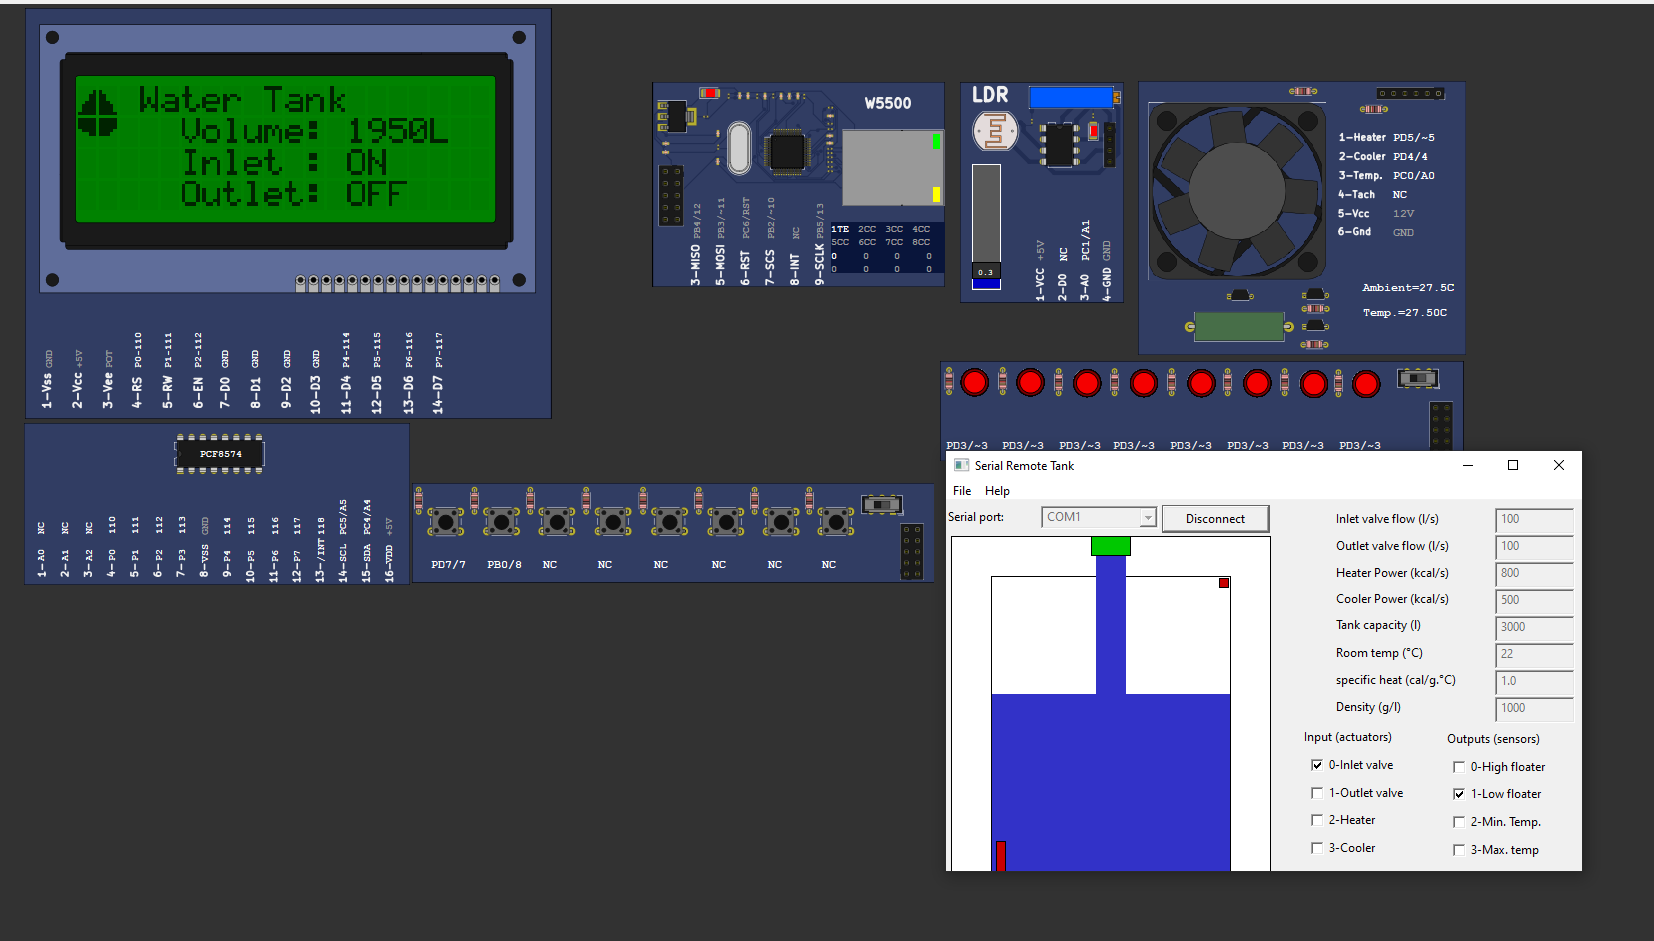 Water Tank
Volume: 1950L
Inlet : ON
Outlet: OFF
1-Vss GND
2-Vcc +5V
3-Vee POT
4-RS P0-110
5-RW P1-111
6-EN P2-112
7-D0 GND
8-D1 GND
9-D2 GND
10-D3 GND
11-D4 P4-114
12-D5 P5-115
13-D6 P6-116
14-D7 P7-117
W5500
3-MISO PB4/12
5-MOSI PB3/~11
6-RST PC6/RST
7-SCS PB2/~10
8-INT NC
9-SCLK PB5/13
1TE 2CC 3CC 4CC
5CC 6CC 7CC 8CC
0 0 0 0
0 0 0 0
LDR
0.3
1-VCC +5V
2-D0 NC
3-A0 PC1/A1
4-GND GND
1-Heater PD5/~5
2-Cooler PD4/4
3-Temp. PC0/A0
4-Tach NC
5-Vcc 12V
6-Gnd GND
Ambient=27.5C
Temp.=27.50C
PD3/~3 PD3/~3 PD3/~3 PD3/~3 PD3/~3 PD3/~3 PD3/~3 PD3/~3
PCF8574
1-A0 NC
2-A1 NC
3-A2 NC
4-P0 110
5-P1 111
6-P2 112
7-P3 113
8-VSS GND
9-P4 114
10-P5 115
11-P6 116
12-P7 117
13-/INT 118
14-SCL PC5/A5
15-SDA PC4/A4
16-VDD +5V
PD7/7 PB0/8 NC NC NC NC NC NC
Serial Remote Tank
File Help
Serial port: COM1 Disconnect
Inlet valve flow (l/s) 100
Outlet valve flow (l/s) 100
Heater Power (kcal/s) 800
Cooler Power (kcal/s) 500
Tank capacity (l) 3000
Room temp (°C) 22
specific heat (cal/g.°C) 1.0
Density (g/l) 1000
Input (actuators) Outputs (sensors)
0-Inlet valve 0-High floater
1-Outlet valve 1-Low floater
2-Heater 2-Min. Temp.
3-Cooler 3-Max. temp